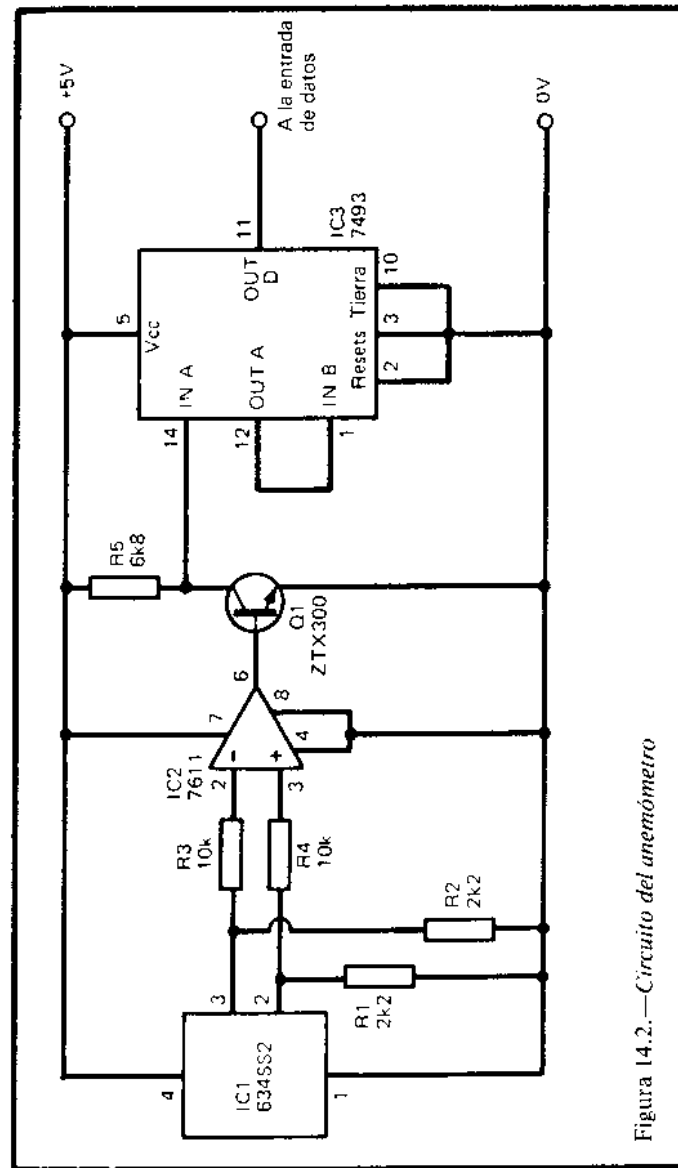 +5V
4
IC1
634SS2
3
2
1
R1
2k2
R2
2k2
R3
10k
R4
10k
IC2
7611
2
−
3
+
7
4
8
6
Q1
ZTX300
R5
6k8
14
IN A
12
OUT A
IN B
1
5
Vcc
OUT
D
11
Resets
Tierra
2
3
10
IC3
7493
A la entrada
de datos
0V
Figura 14.2.—Circuito del anemómetro